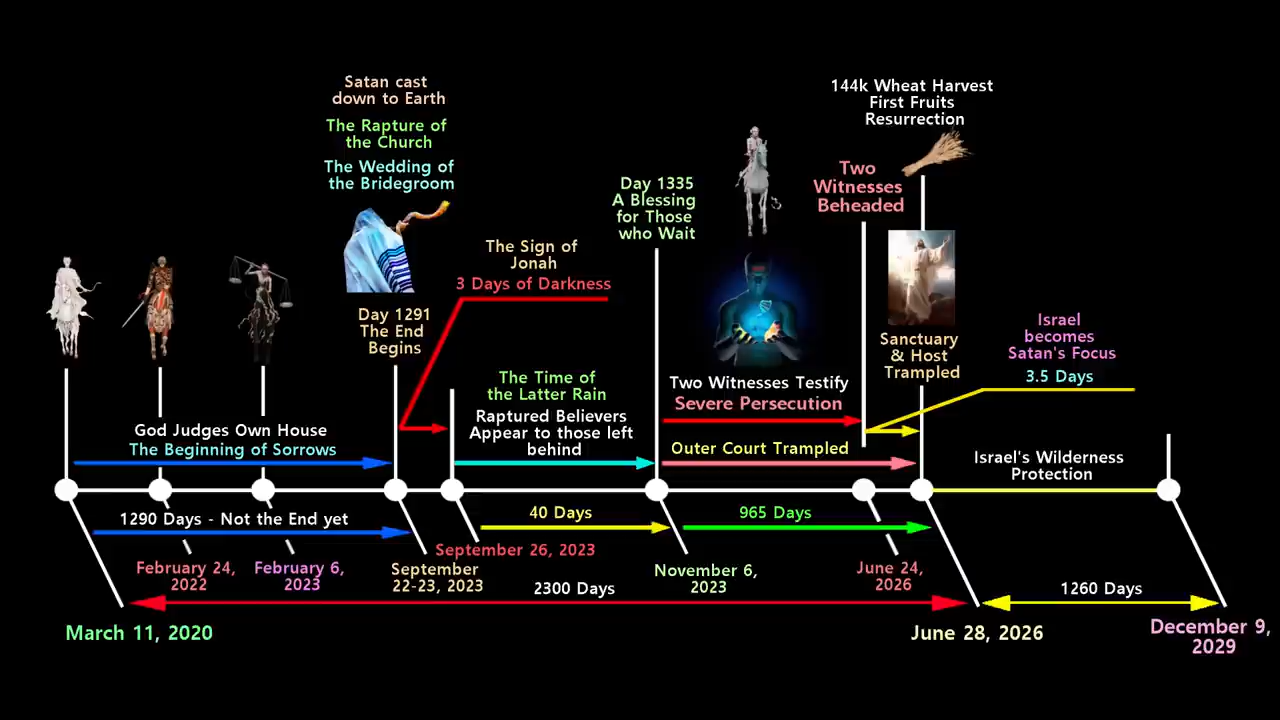 Satan cast
down to Earth
The Rapture of
the Church
The Wedding of
the Bridegroom
Day 1291
The End
Begins
The Sign of
Jonah
3 Days of Darkness
Day 1335
A Blessing
for Those
who Wait
144k Wheat Harvest
First Fruits
Resurrection
Two
Witnesses
Beheaded
Sanctuary
& Host
Trampled
Israel
becomes
Satan's Focus
3.5 Days
God Judges Own House
The Beginning of Sorrows
The Time of
the Latter Rain
Raptured Believers
Appear to those left
behind
Two Witnesses Testify
Severe Persecution
Outer Court Trampled
Israel's Wilderness
Protection
1290 Days - Not the End yet
40 Days
965 Days
February 24,
2022
February 6,
2023
September
22-23, 2023
September 26, 2023
November 6,
2023
June 24,
2026
2300 Days
1260 Days
March 11, 2020
June 28, 2026
December 9,
2029